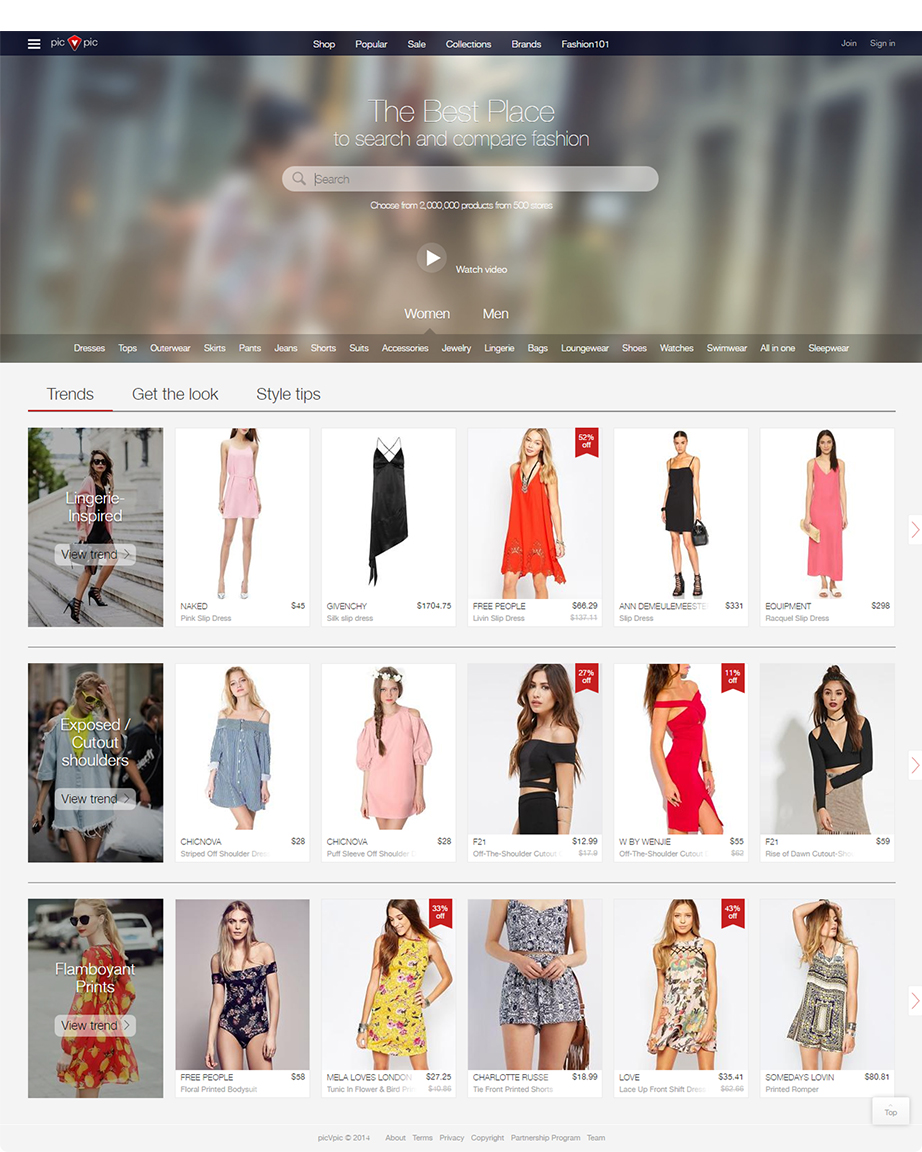 pic v pic
Shop Popular Sale Collections Brands Fashion101
Join Sign in
The Best Place
to search and compare fashion
Search
Choose from 2,000,000 products from 500 stores
Watch video
Women Men
Dresses Tops Outerwear Skirts Pants Jeans Shorts Suits Accessories Jewelry Lingerie Bags Loungewear Shoes Watches Swimwear All in one Sleepwear
Trends Get the look Style tips
Lingerie-
Inspired
View trend
NAKED $45
Pink Slip Dress
GIVENCHY $1704.75
Silk slip dress
52%
off
FREE PEOPLE $66.29
Livin Slip Dress $137.11
ANN DEMEULEMEESTE $331
Slip Dress
EQUIPMENT $298
Racquel Slip Dress
Exposed /
Cutout
shoulders
View trend
CHICNOVA $28
Striped Off Shoulder Dres
CHICNOVA $28
Puff Sleeve Off Shoulder
27%
off
F21 $12.99
Off-The-Shoulder Cutout $17.9
11%
off
W BY WENJIE $55
Off-The-Shoulder Cutout $62
F21 $59
Rise of Dawn Cutout-Sho
Flamboyant
Prints
View trend
FREE PEOPLE $58
Floral Printed Bodysuit
33%
off
MELA LOVES LONDON $27.25
Tunic In Flower & Bird Prin $40.86
CHARLOTTE RUSSE $18.99
Tie Front Printed Shorts
43%
off
LOVE $35.41
Lace Up Front Shift Dress $62.66
SOMEDAYS LOVIN $80.81
Printed Romper
Top
picVpic © 2014 About Terms Privacy Copyright Partnership Program Team